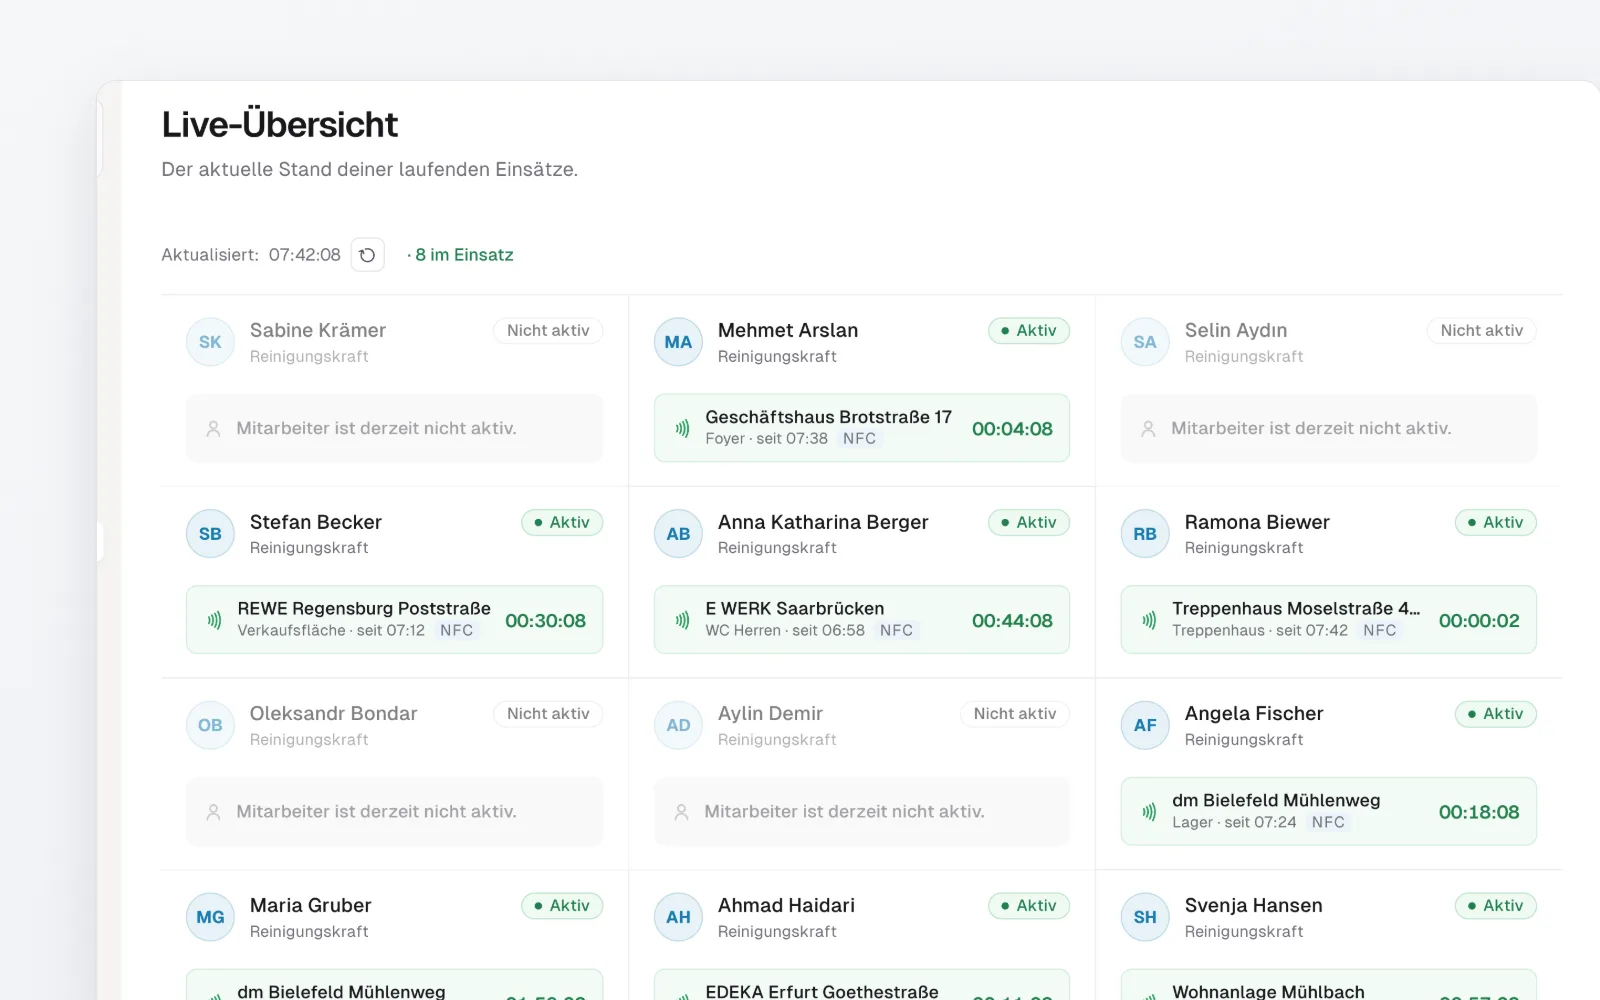 Live-Übersicht
Der aktuelle Stand deiner laufenden Einsätze.
Aktualisiert: 07:42:08 · 8 im Einsatz
SK Sabine Krämer Nicht aktiv
Reinigungskraft
Mitarbeiter ist derzeit nicht aktiv.
MA Mehmet Arslan Aktiv
Reinigungskraft
Geschäftshaus Brotstraße 17
Foyer · seit 07:38 NFC
00:04:08
SA Selin Aydın Nicht aktiv
Reinigungskraft
Mitarbeiter ist derzeit nicht aktiv.
SB Stefan Becker Aktiv
Reinigungskraft
REWE Regensburg Poststraße
Verkaufsfläche · seit 07:12 NFC
00:30:08
AB Anna Katharina Berger Aktiv
Reinigungskraft
E WERK Saarbrücken
WC Herren · seit 06:58 NFC
00:44:08
RB Ramona Biewer Aktiv
Reinigungskraft
Treppenhaus Moselstraße 4...
Treppenhaus · seit 07:42 NFC
00:00:02
OB Oleksandr Bondar Nicht aktiv
Reinigungskraft
Mitarbeiter ist derzeit nicht aktiv.
AD Aylin Demir Nicht aktiv
Reinigungskraft
Mitarbeiter ist derzeit nicht aktiv.
AF Angela Fischer Aktiv
Reinigungskraft
dm Bielefeld Mühlenweg
Lager · seit 07:24 NFC
00:18:08
MG Maria Gruber Aktiv
Reinigungskraft
dm Bielefeld Mühlenweg
AH Ahmad Haidari Aktiv
Reinigungskraft
EDEKA Erfurt Goethestraße
SH Svenja Hansen Aktiv
Reinigungskraft
Wohnanlage Mühlbach